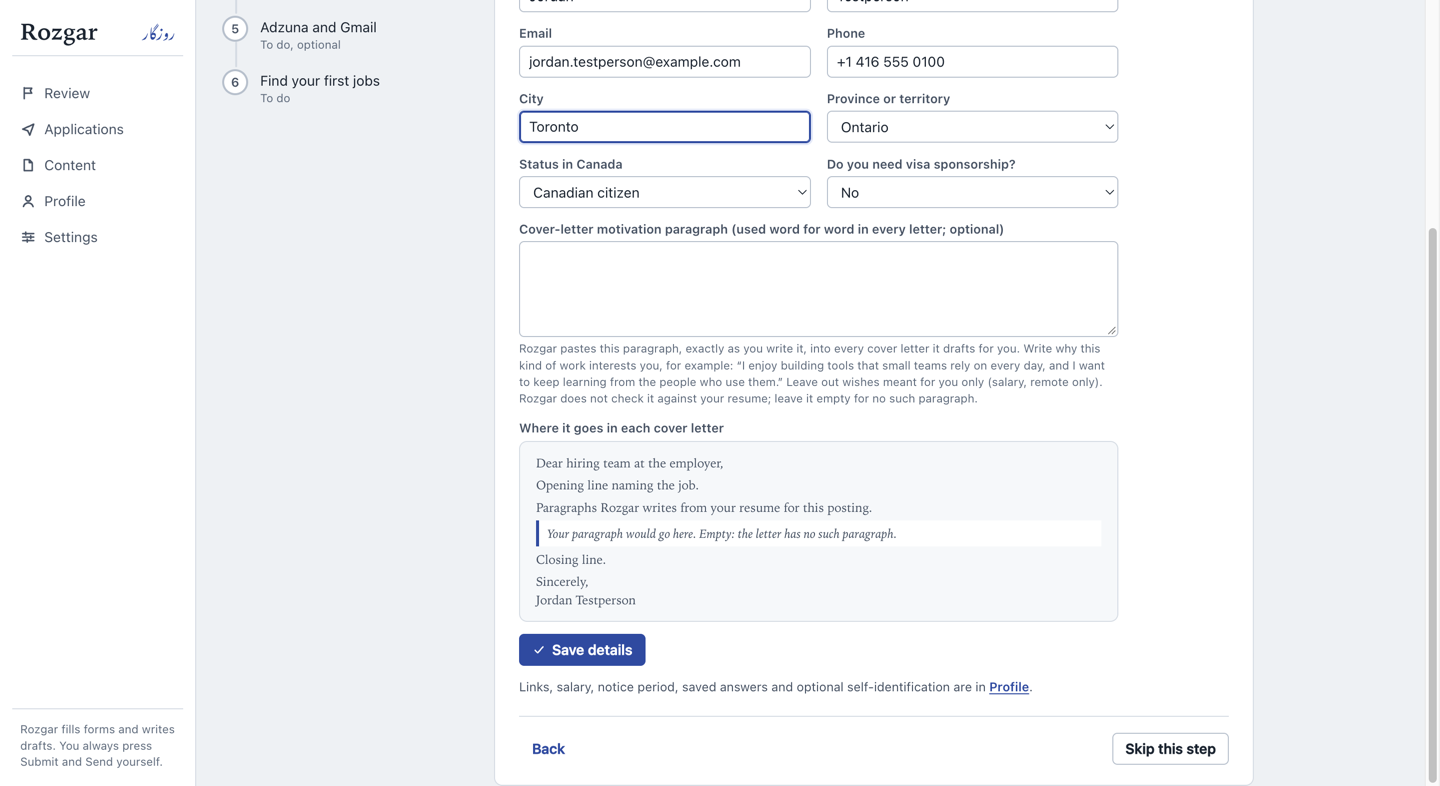 Rozgar روزگار
Review
Applications
Content
Profile
Settings
Rozgar fills forms and writes
drafts. You always press
Submit and Send yourself.
5
Adzuna and Gmail
To do, optional
6
Find your first jobs
To do
Jordan
Testperson
Email
Phone
jordan.testperson@example.com
+1 416 555 0100
City
Province or territory
Toronto
Ontario
Status in Canada
Do you need visa sponsorship?
Canadian citizen
No
Cover-letter motivation paragraph (used word for word in every letter; optional)
Rozgar pastes this paragraph, exactly as you write it, into every cover letter it drafts for you. Write why this
kind of work interests you, for example: “I enjoy building tools that small teams rely on every day, and I want
to keep learning from the people who use them.” Leave out wishes meant for you only (salary, remote only).
Rozgar does not check it against your resume; leave it empty for no such paragraph.
Where it goes in each cover letter
Dear hiring team at the employer,
Opening line naming the job.
Paragraphs Rozgar writes from your resume for this posting.
Your paragraph would go here. Empty: the letter has no such paragraph.
Closing line.
Sincerely,
Jordan Testperson
Save details
Links, salary, notice period, saved answers and optional self-identification are in Profile.
Back
Skip this step